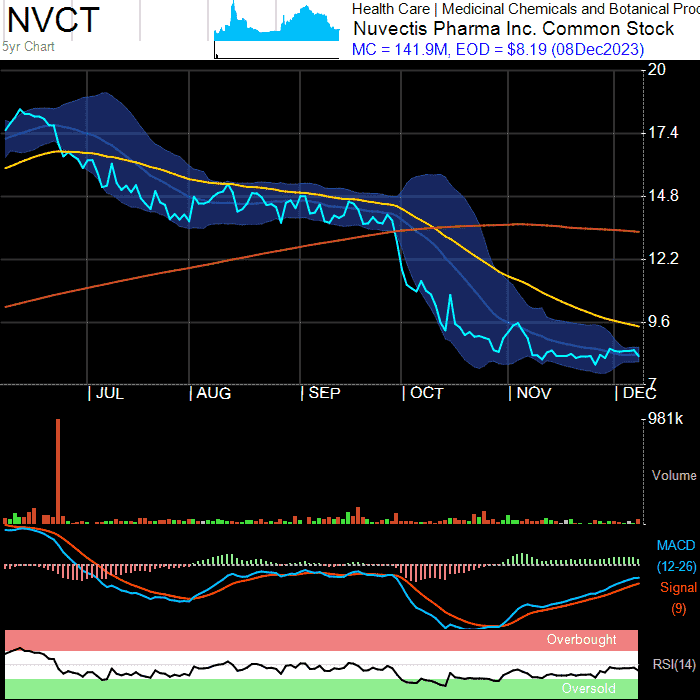 NVCT
5yr Chart
Health Care | Medicinal Chemicals and Botanical Proc
Nuvectis Pharma Inc. Common Stock
MC = 141.9M, EOD = $8.19 (08Dec2023)
20
17.4
14.8
12.2
9.6
7
JUL AUG SEP OCT NOV DEC
981k
Volume
MACD
(12-26)
Signal
(9)
Overbought
RSI(14)
Oversold